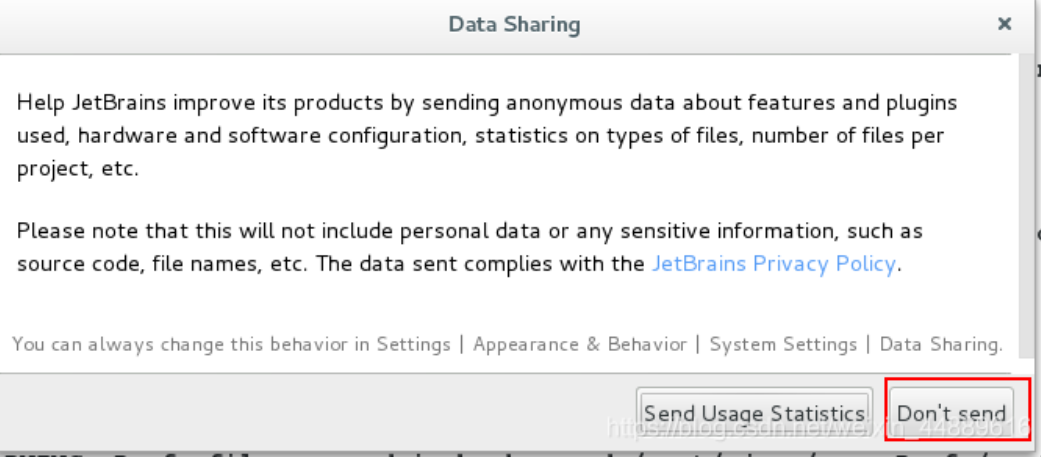 Data Sharing
Help JetBrains improve its products by sending anonymous data about features and plugins
used, hardware and software configuration, statistics on types of files, number of files per
project, etc.
Please note that this will not include personal data or any sensitive information, such as
source code, file names, etc. The data sent complies with the JetBrains Privacy Policy.
You can always change this behavior in Settings | Appearance & Behavior | System Settings | Data Sharing.
Send Usage Statistics
Don't send
https://blog.csdn.net/weixin_44889616